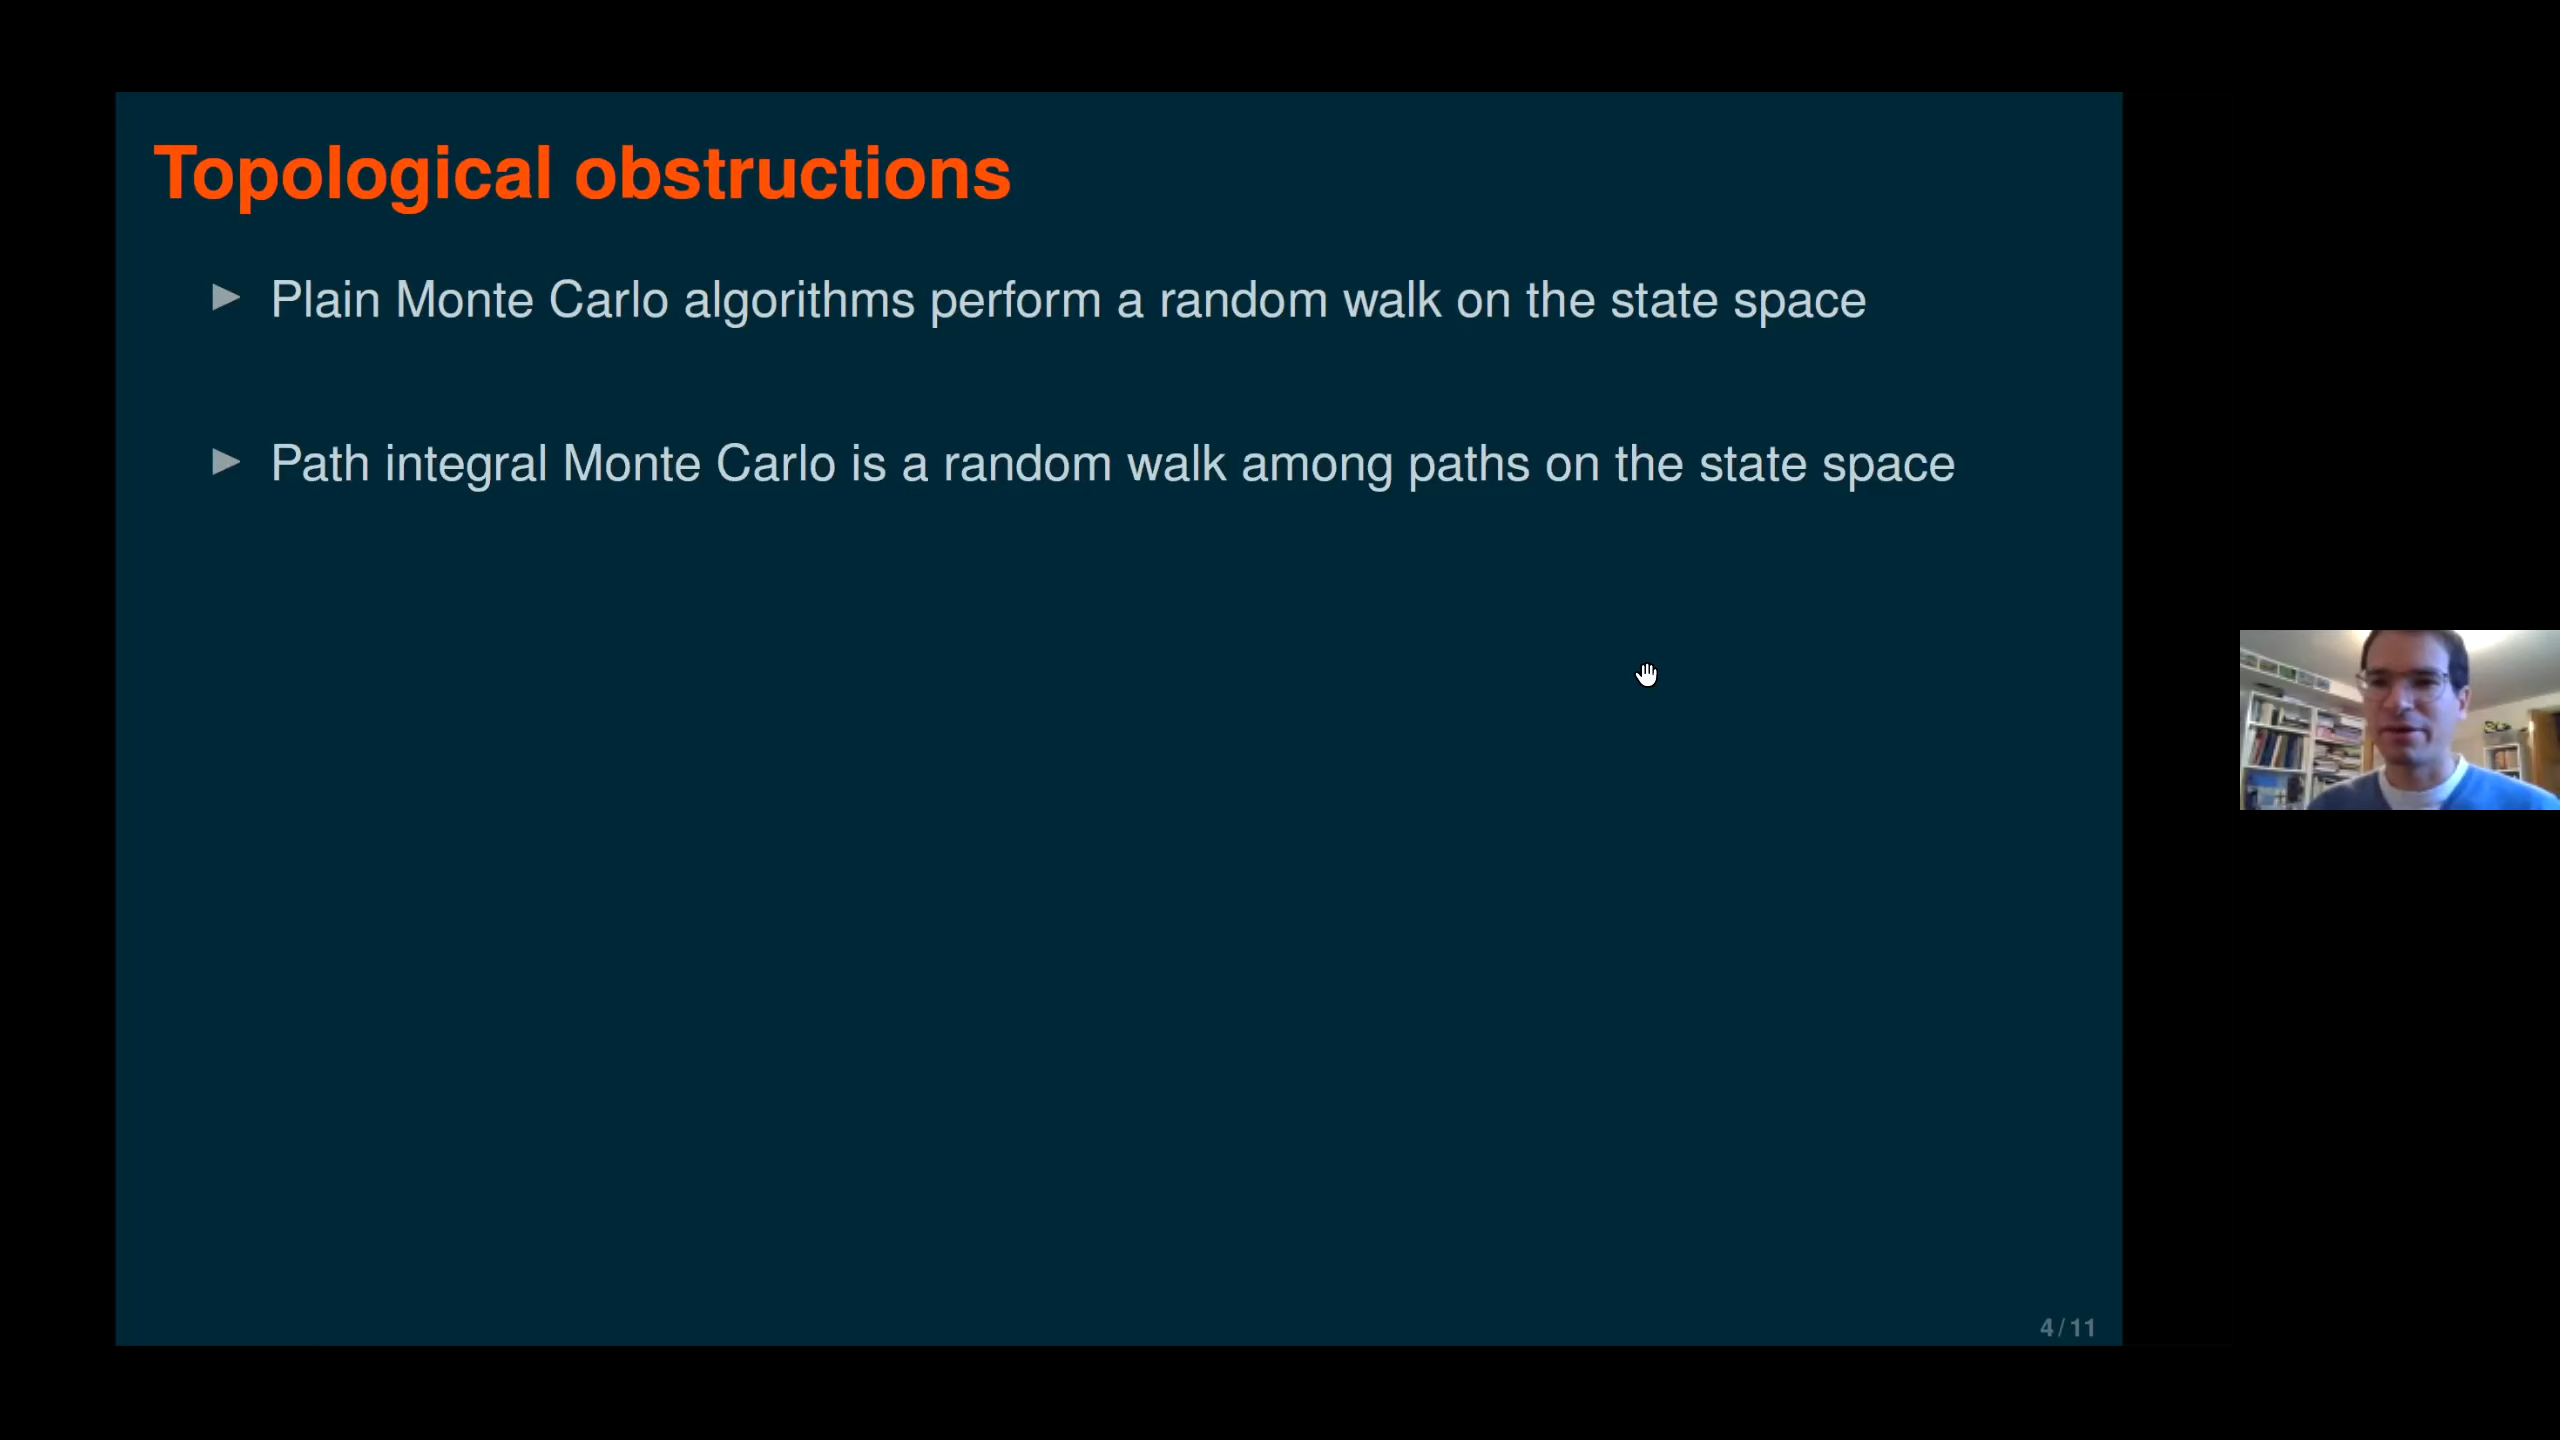 Topological obstructions
Plain Monte Carlo algorithms perform a random walk on the state space
Path integral Monte Carlo is a random walk among paths on the state space
4 / 11